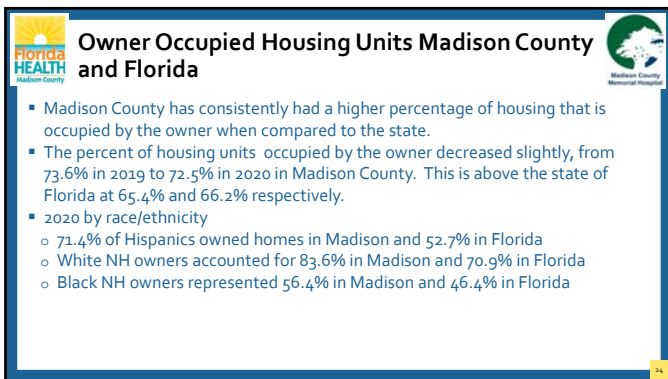 Florida
HEALTH
Madison County
Owner Occupied Housing Units Madison County
and Florida
Madison County
Memorial Hospital
▪ Madison County has consistently had a higher percentage of housing that is
occupied by the owner when compared to the state.
▪ The percent of housing units occupied by the owner decreased slightly, from
73.6% in 2019 to 72.5% in 2020 in Madison County. This is above the state of
Florida at 65.4% and 66.2% respectively.
▪ 2020 by race/ethnicity
o 71.4% of Hispanics owned homes in Madison and 52.7% in Florida
o White NH owners accounted for 83.6% in Madison and 70.9% in Florida
o Black NH owners represented 56.4% in Madison and 46.4% in Florida
24